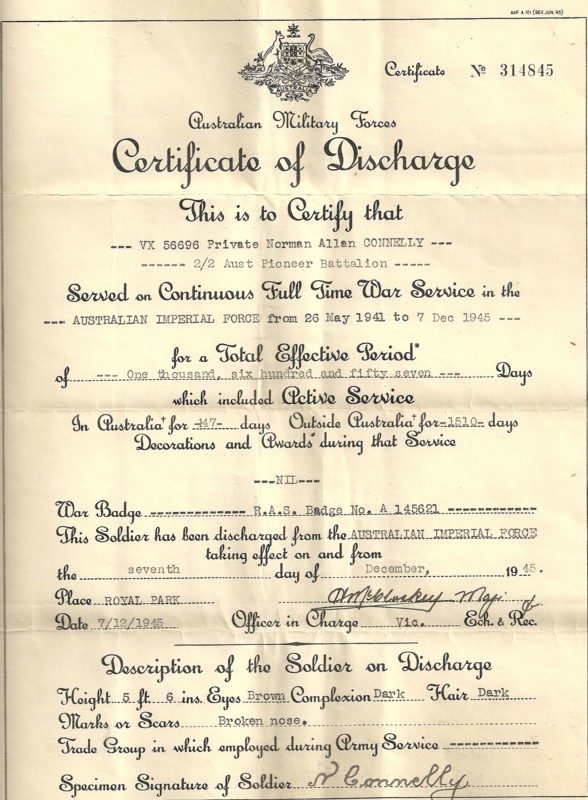 AAF A.101 (REV. JUN. '45)
AUSTRALIA
Certificate No 314845
Australian Military Forces
Certificate of Discharge
This is to Certify that
--- VX 56696 Private Norman Allan CONNELLY ---
------ 2/2 Aust Pioneer Battalion -----
Served on Continuous Full Time War Service in the
--- AUSTRALIAN IMPERIAL FORCE from 26 May 1941 to 7 Dec 1945 ---
for a Total Effective Period*
of --- One thousand, six hundred and fifty seven --- Days
which included Active Service
In Australia† for -147- days Outside Australia† for -1510- days
Decorations and Awards* during that Service
---NIL---
War Badge ------------- R.A.S. Badge No. A 145621 ------------
This Soldier has been discharged from the AUSTRALIAN IMPERIAL FORCE
taking effect on and from
the seventh day of December, 1945.
Place ROYAL PARK
Date 7/12/1945 Officer in Charge Vic. Ech. & Rec.
Description of the Soldier on Discharge
Height 5 ft. 6 ins. Eyes Brown Complexion Dark Hair Dark
Marks or Scars Broken nose.
Trade Group in which employed during Army Service ------------
Specimen Signature of Soldier N Connelly